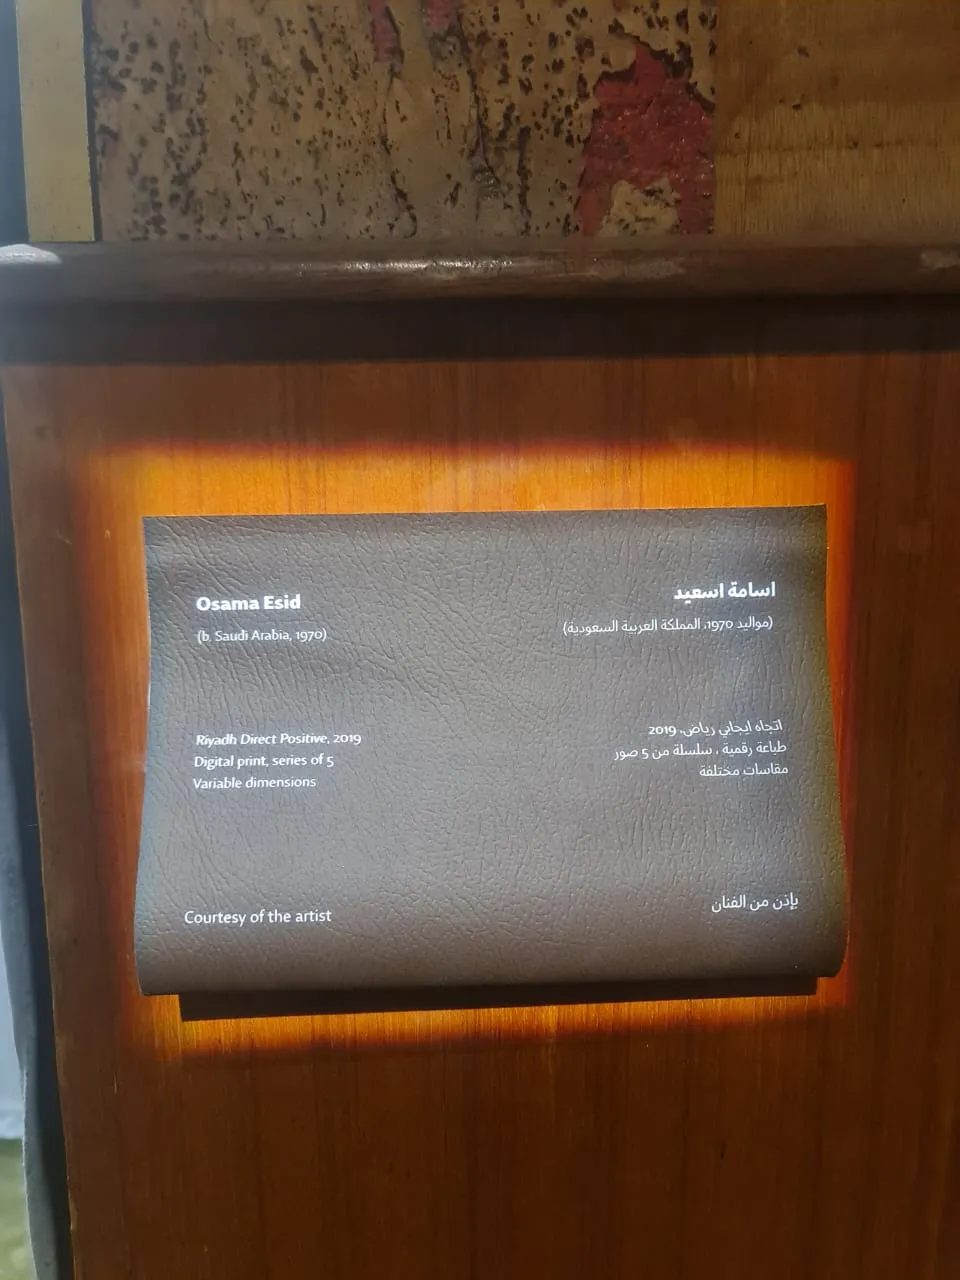 Osama Esid
(b. Saudi Arabia, 1970)
Riyadh Direct Positive, 2019
Digital print, series of 5
Variable dimensions
Courtesy of the artist
اسامة اسعيد
(مواليد 1970، المملكة العربية السعودية)
اتجاه ايجابي رياض، 2019
طباعة رقمية ، سلسلة من 5 صور
مقاسات مختلفة
بإذن من الفنان